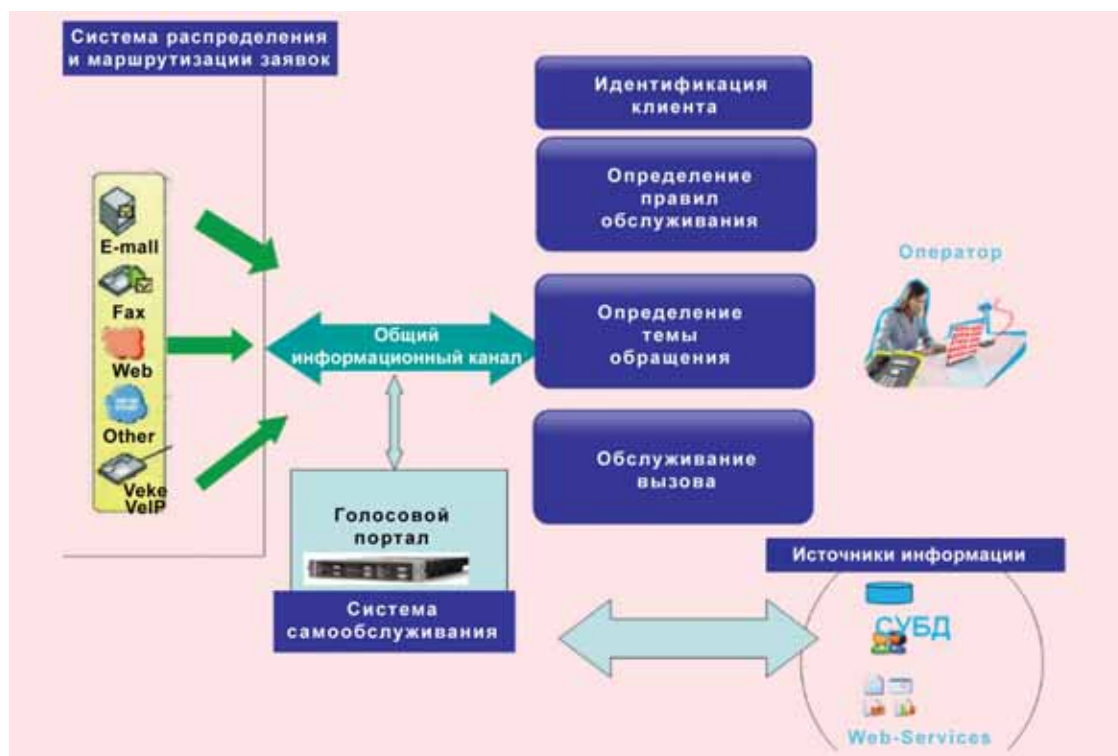 Система распределения
и маршрутизации заявок
Идентификация
клиента
Определение
правил
обслуживания
E-mall
Fax
Web
Other
Veke
VelP
Общий
информационный канал
Определение
темы
обращения
Оператор
Обслуживание
вызова
Голосовой
портал
Система
самообслуживания
Источники информации
СУБД
Web-Services